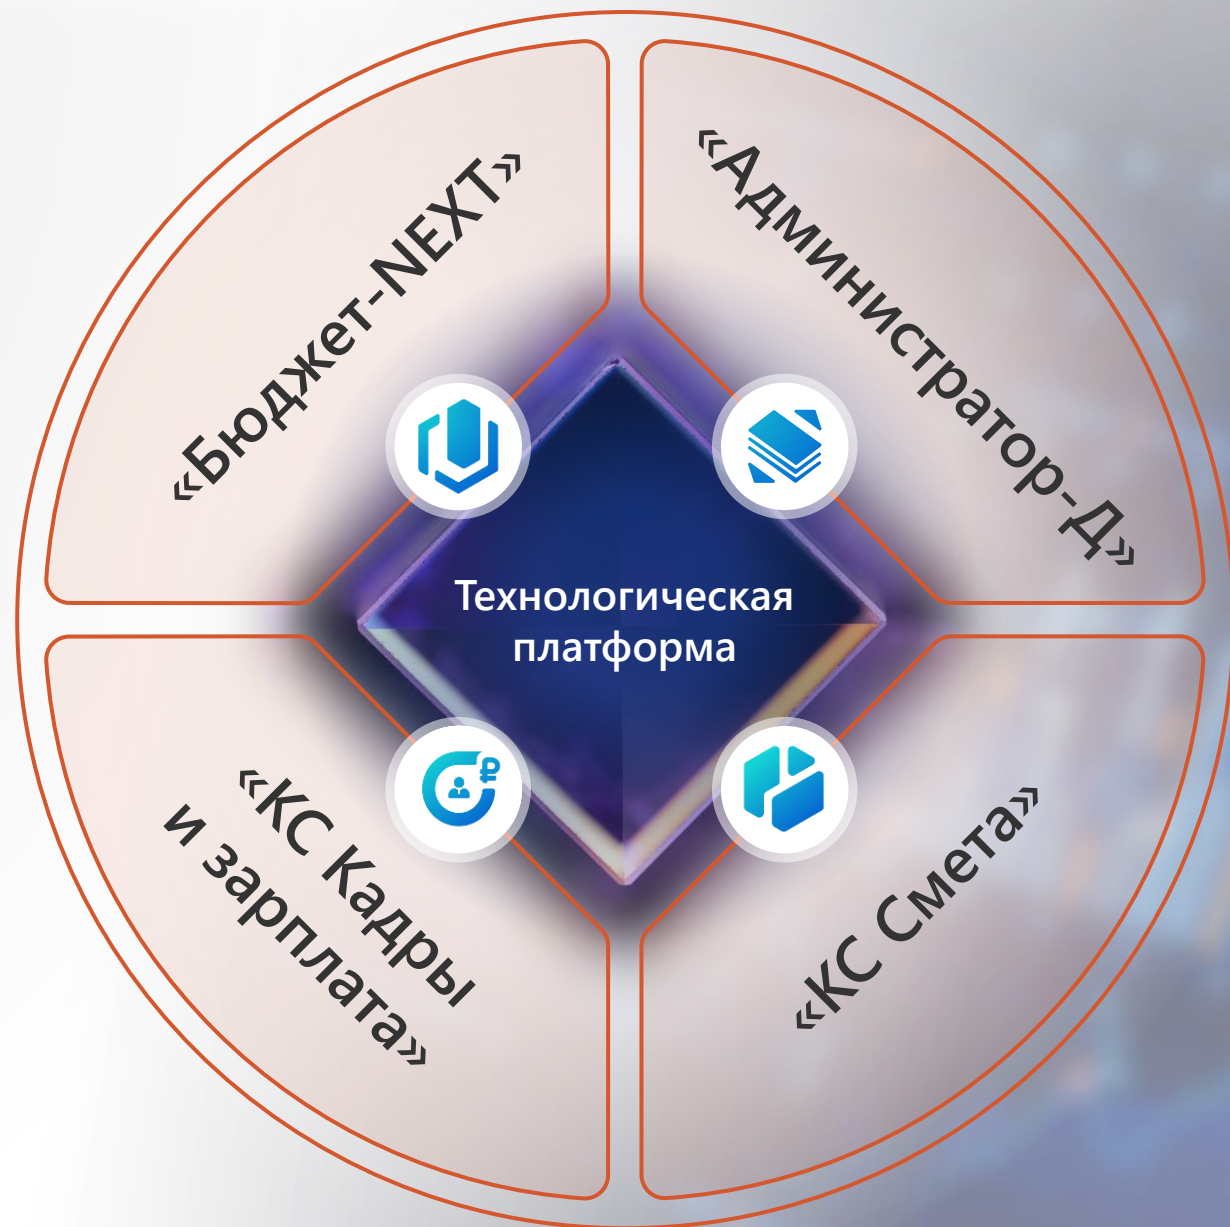 «Бюджет-NEXT»
«Администратор-Д»
Технологическая
платформа
«КС Кадры
и зарплата»
«КС Смета»